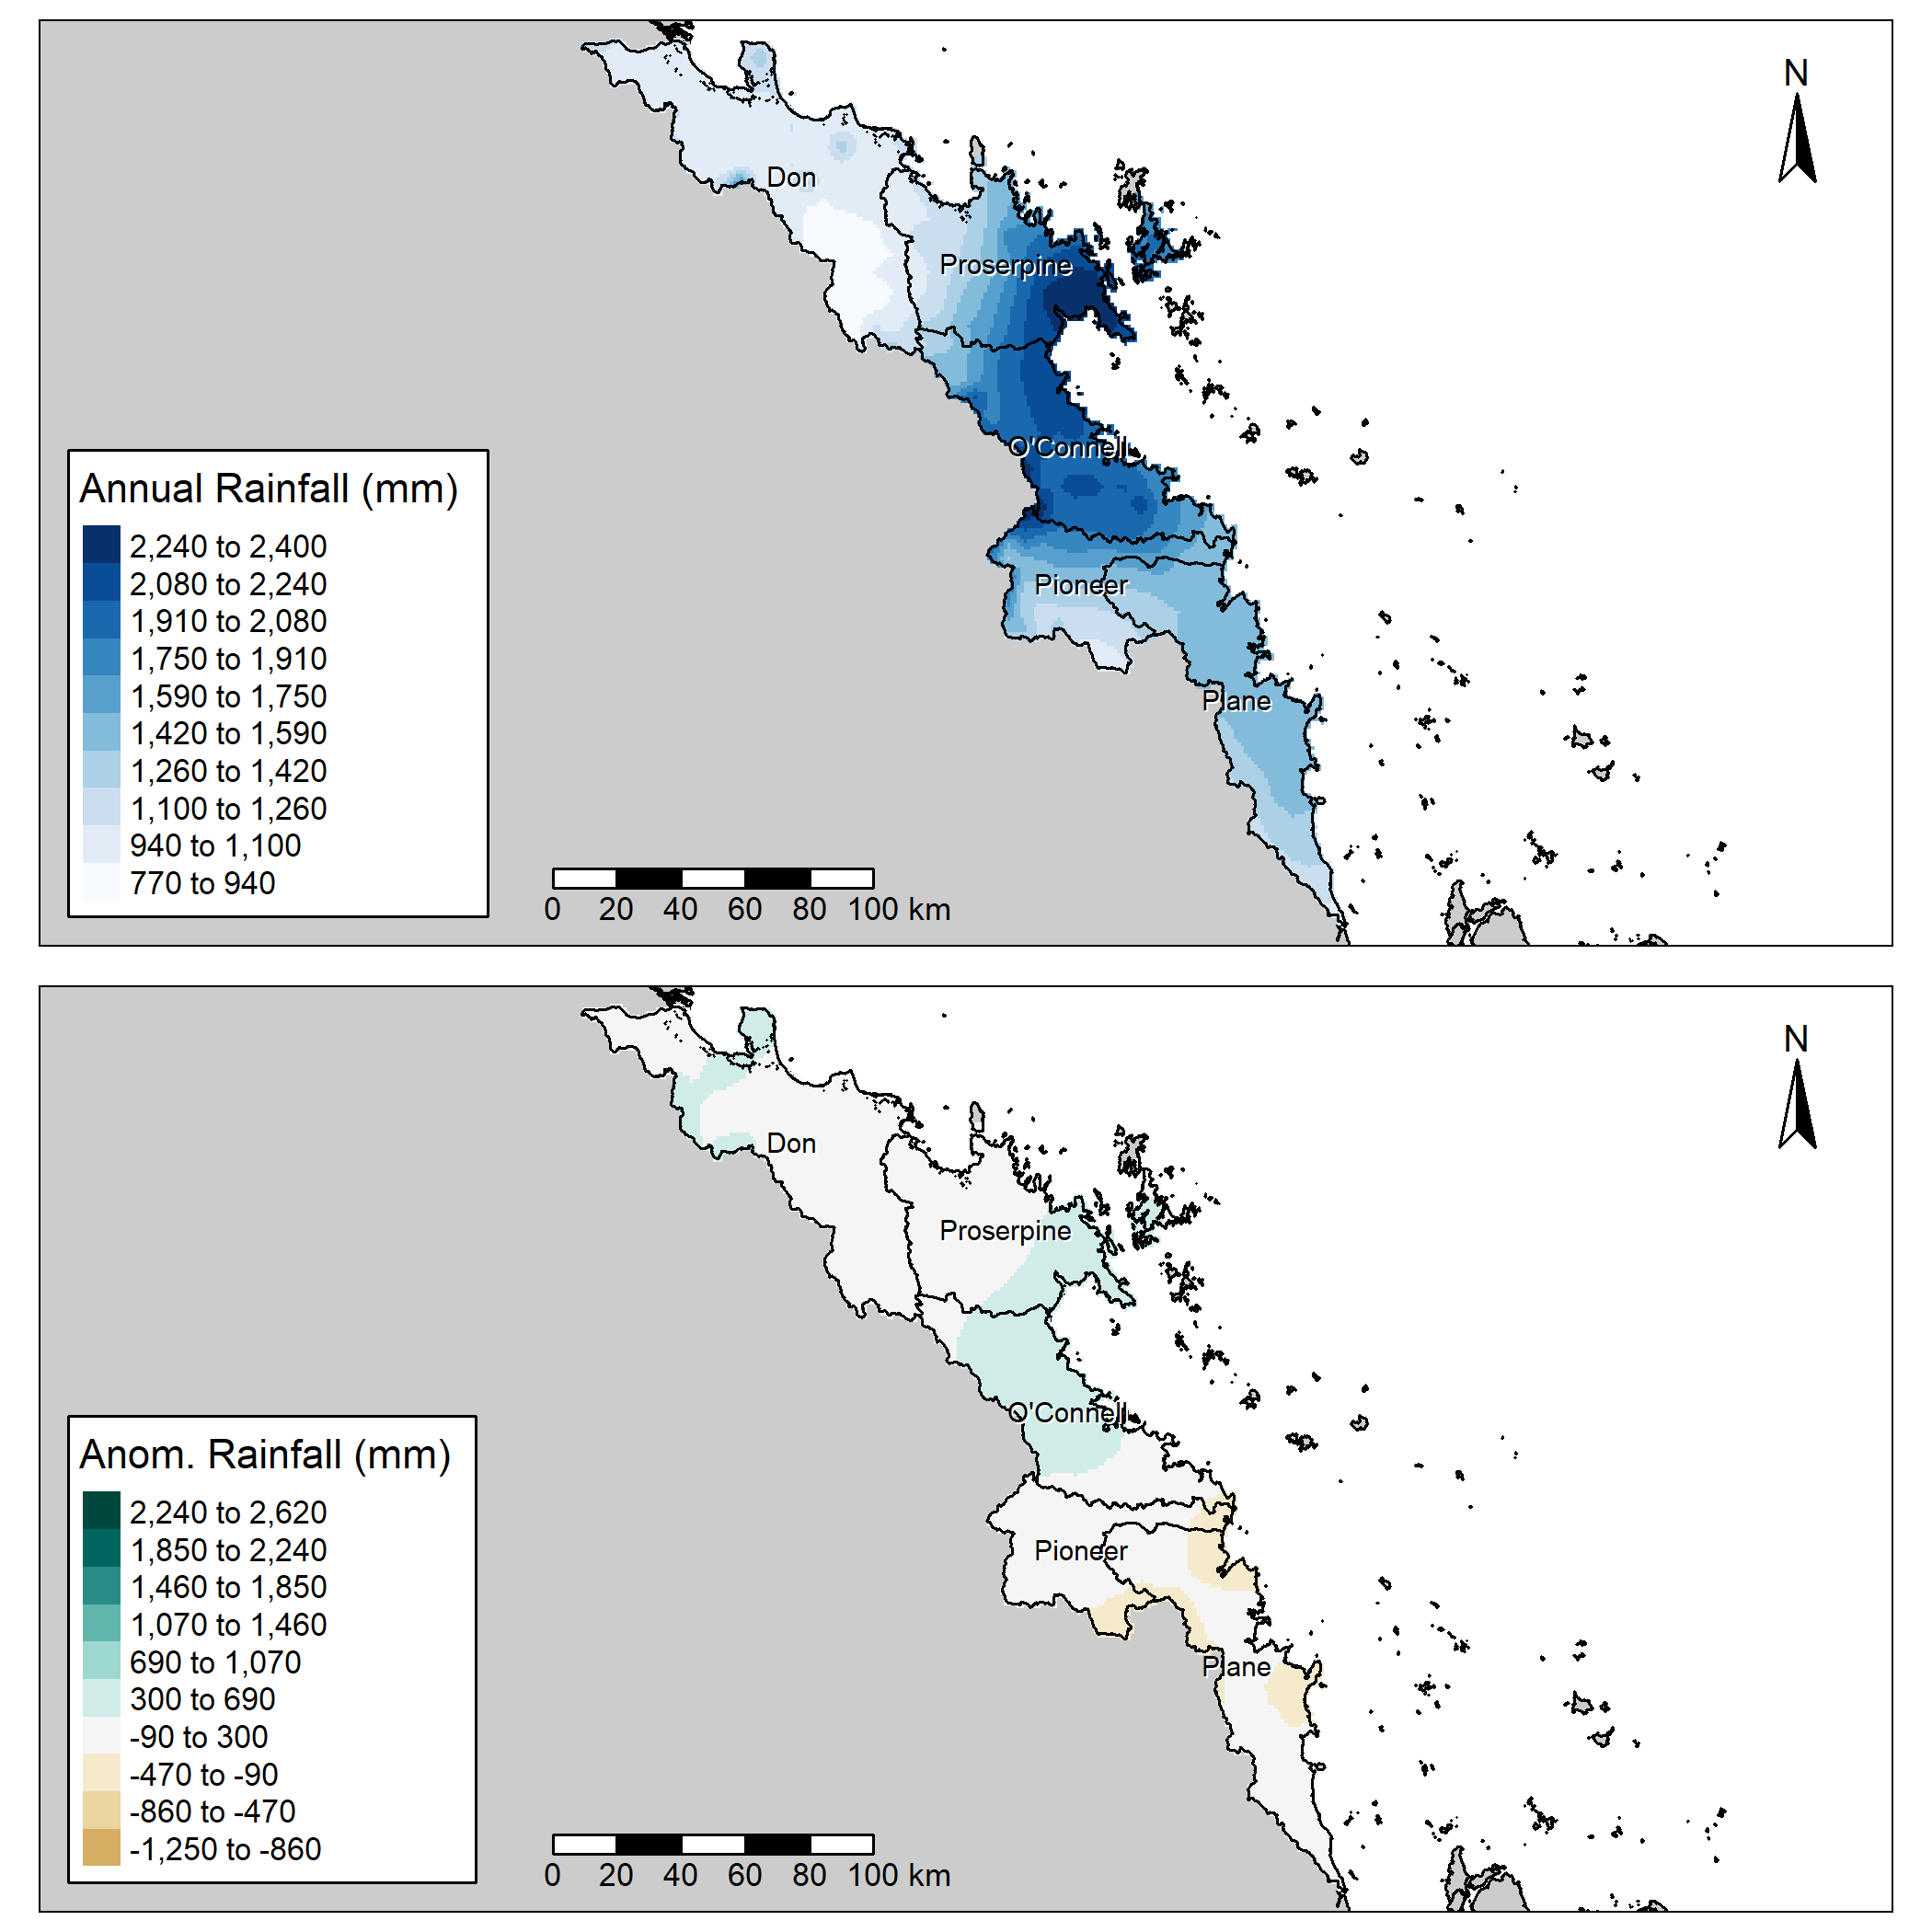 N
Don
Proserpine
O'Connell
Pioneer
Plane
Annual Rainfall (mm)
2,240 to 2,400
2,080 to 2,240
1,910 to 2,080
1,750 to 1,910
1,590 to 1,750
1,420 to 1,590
1,260 to 1,420
1,100 to 1,260
940 to 1,100
770 to 940
0 20 40 60 80 100 km
N
Don
Proserpine
O'Connell
Pioneer
Plane
Anom. Rainfall (mm)
2,240 to 2,620
1,850 to 2,240
1,460 to 1,850
1,070 to 1,460
690 to 1,070
300 to 690
-90 to 300
-470 to -90
-860 to -470
-1,250 to -860
0 20 40 60 80 100 km